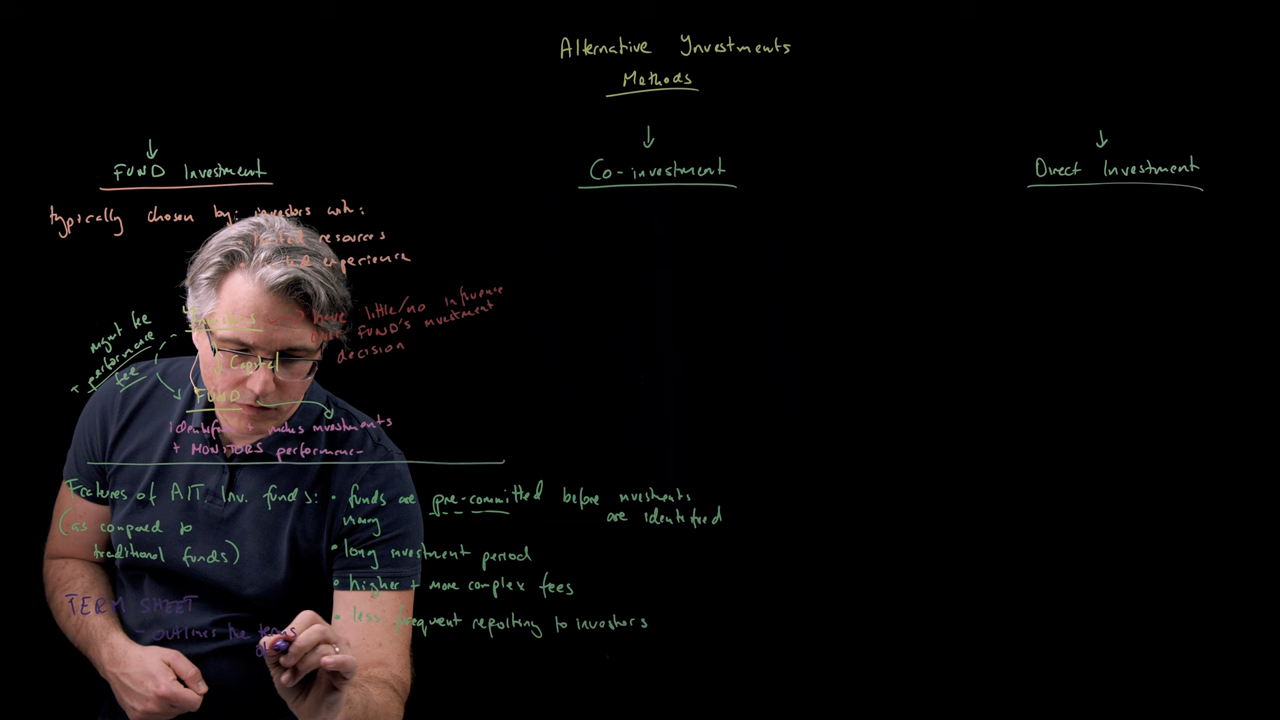 Alternative Investments
Methods
FUND Investment
Co-investment
Direct Investment
typically chosen by: investors with:
resources
experience
mgmt fee
+ performance
fee
have little/no influence
over FUND'S investment
decision
Capital
FUND
identifies + makes investments
+ MONITORS performance
Features of AIT. Inv. funds:
(as compared to
traditional funds)
• funds are pre-committed before investments
are identified
• long investment period
• higher + more complex fees
• less frequent reporting to investors
TERM SHEET
- outlines the terms